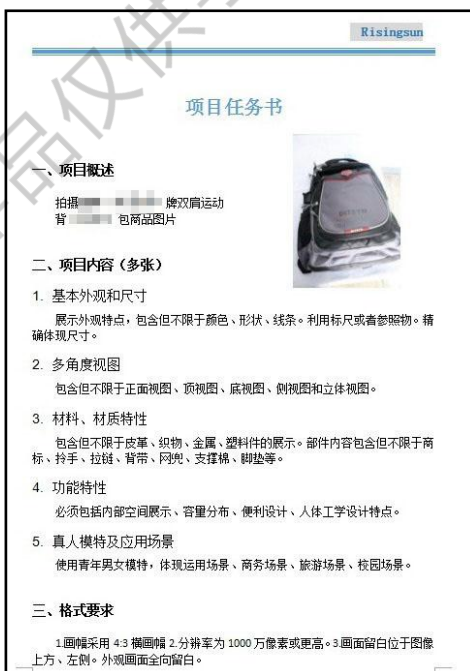 Risingsun
项目任务书
一、项目概述
拍摄 牌双肩运动
背 包商品图片
二、项目内容（多张）
1. 基本外观和尺寸
展示外观特点，包含但不限于颜色、形状、线条。利用标尺或者参照物。精
确体现尺寸。
2. 多角度视图
包含但不限于正面视图、顶视图、底视图、侧视图和立体视图。
3. 材料、材质特性
包含但不限于皮革、织物、金属、塑料件的展示。部件内容包含但不限于商
标、拎手、拉链、背带、网兜、支撑棉、脚垫等。
4. 功能特性
必须包括内部空间展示、容量分布、便利设计、人体工学设计特点。
5. 真人模特及应用场景
使用青年男女模特，体现运用场景、商务场景、旅游场景、校园场景。
三、格式要求
1.画幅采用 4:3 横画幅 2.分辨率为 1000 万像素或更高。3.画面留白位于图像
上方、左侧。外观画面全向留白。
品仅供